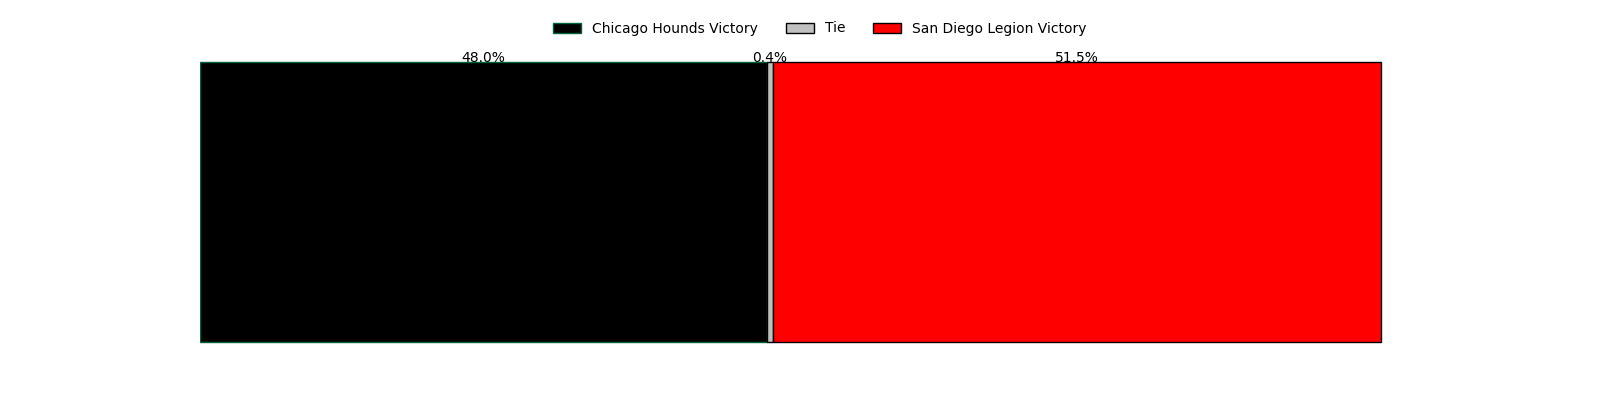 Chicago Hounds Victory Tie San Diego Legion Victory
48.0% 0.4% 51.5%